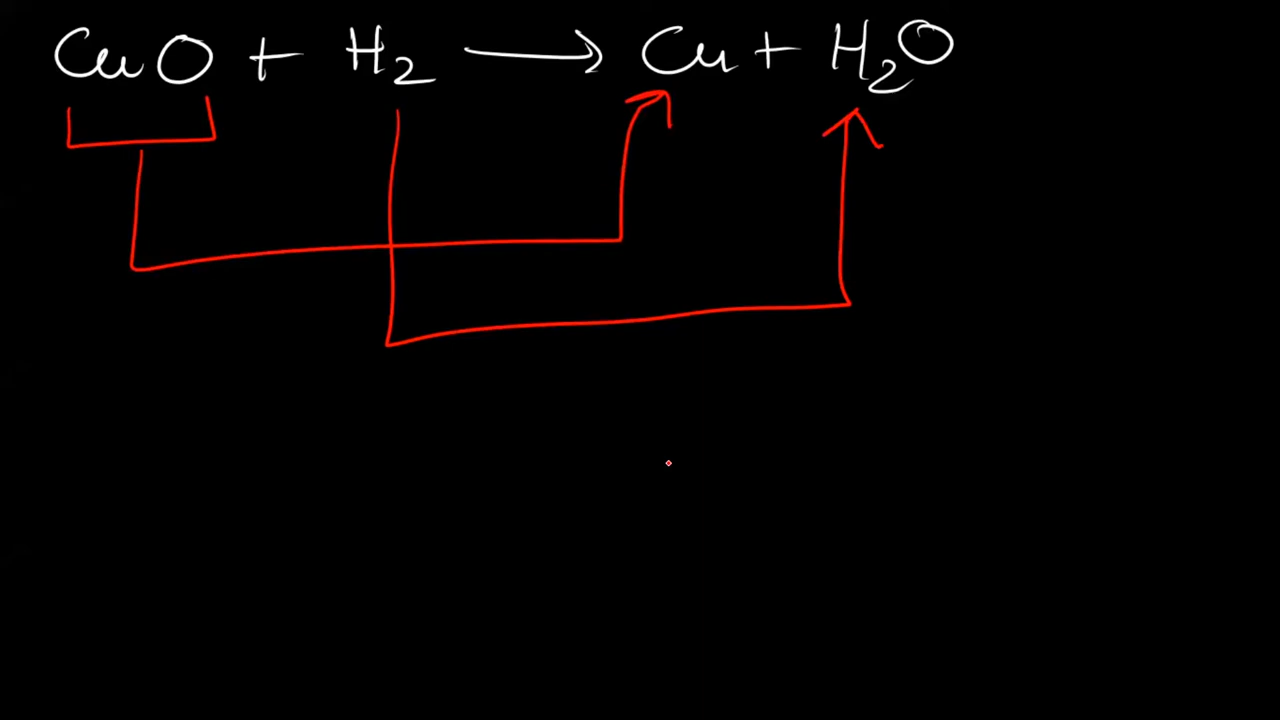 CuO + H₂ → Cu + H₂O